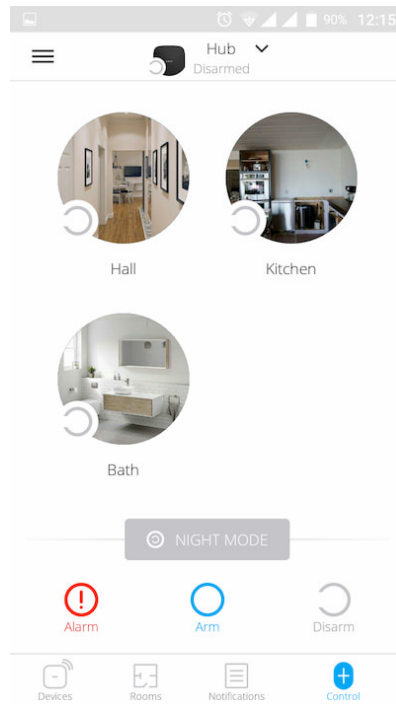 90% 12:15
Hub
Disarmed
Hall
Kitchen
Bath
NIGHT MODE
Alarm
Arm
Disarm
Devices
Rooms
Notifications
Control